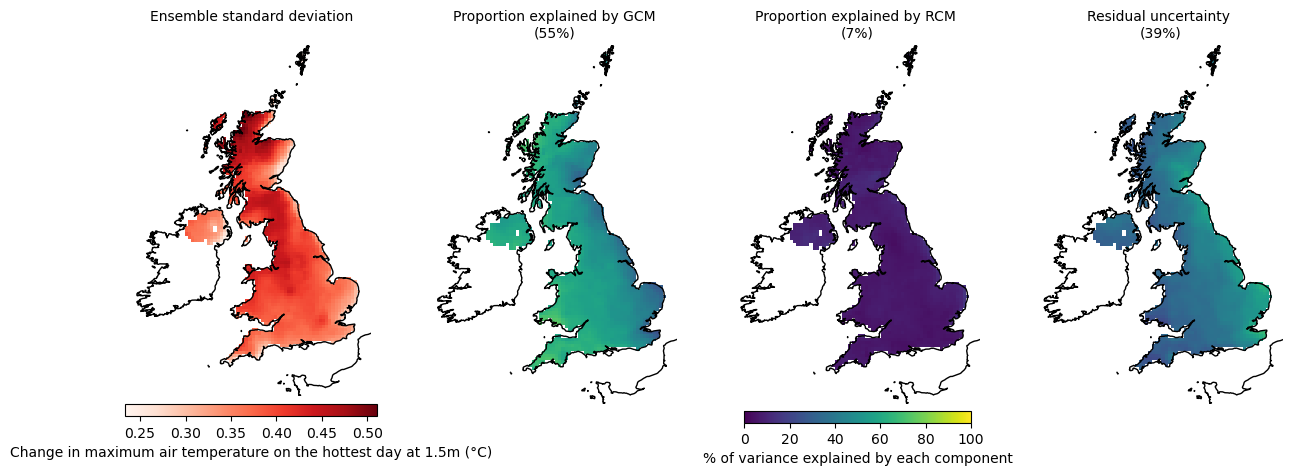 Ensemble standard deviation
Proportion explained by GCM
(55%)
Proportion explained by RCM
(7%)
Residual uncertainty
(39%)
0.25 0.30 0.35 0.40 0.45 0.50
Change in maximum air temperature on the hottest day at 1.5m (°C)
0 20 40 60 80 100
% of variance explained by each component